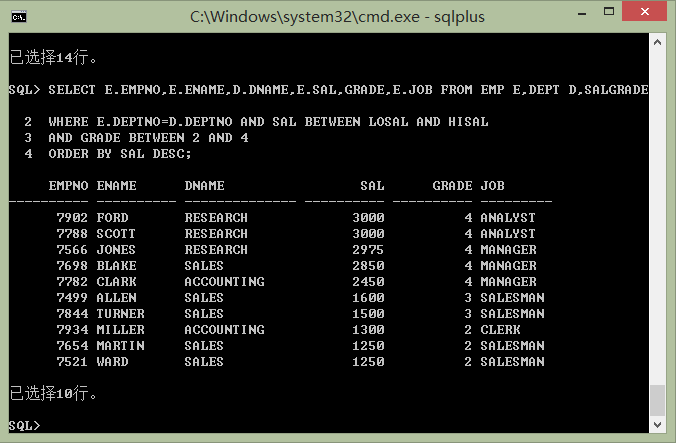 C:\Windows\system32\cmd.exe - sqlplus
已选择14行。
SQL> SELECT E.EMPNO,E.ENAME,D.DNAME,E.SAL,GRADE,E.JOB FROM EMP E,DEPT D,SALGRADE
2 WHERE E.DEPTNO=D.DEPTNO AND SAL BETWEEN LOSAL AND HISAL
3 AND GRADE BETWEEN 2 AND 4
4 ORDER BY SAL DESC;
EMPNO ENAME DNAME SAL GRADE JOB
---------- ---------- -------------- ---------- ---------- ---------
7902 FORD RESEARCH 3000 4 ANALYST
7788 SCOTT RESEARCH 3000 4 ANALYST
7566 JONES RESEARCH 2975 4 MANAGER
7698 BLAKE SALES 2850 4 MANAGER
7782 CLARK ACCOUNTING 2450 4 MANAGER
7499 ALLEN SALES 1600 3 SALESMAN
7844 TURNER SALES 1500 3 SALESMAN
7934 MILLER ACCOUNTING 1300 2 CLERK
7654 MARTIN SALES 1250 2 SALESMAN
7521 WARD SALES 1250 2 SALESMAN
已选择10行。
SQL>